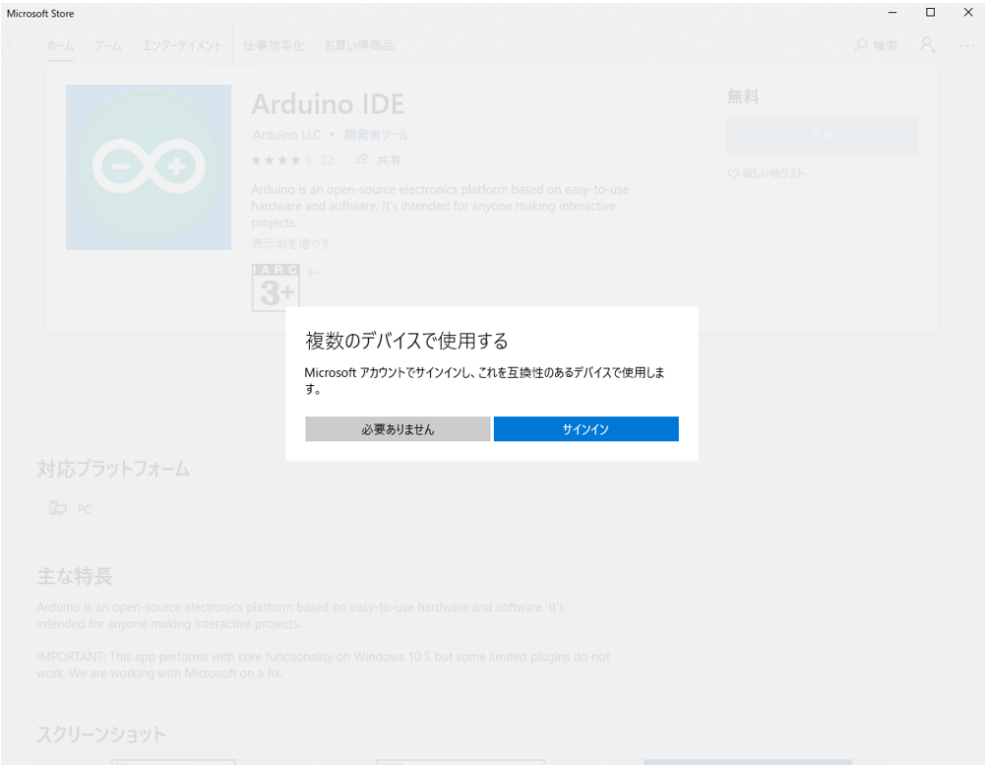 Microsoft Store
ホーム ゲーム エンターテイメント 仕事効率化 お買い得商品 検索
Arduino IDE
無料
Arduino LLC • 開発者ツール
入手
★★★★★ 22 共有
欲しい物リスト
Arduino is an open-source electronics platform based on easy-to-use
hardware and software. It's intended for anyone making interactive
projects.
表示数を増やす
IARC
3+
3+
複数のデバイスで使用する
Microsoft アカウントでサインインし、これを互換性のあるデバイスで使用しま
す。
必要ありません サインイン
対応プラットフォーム
PC
主な特長
Arduino is an open-source electronics platform based on easy-to-use hardware and software. It's
intended for anyone making interactive projects.
IMPORTANT: This app performs with core functionality on Windows 10 S but some limited plugins do not
work. We are working with Microsoft on a fix.
スクリーンショット